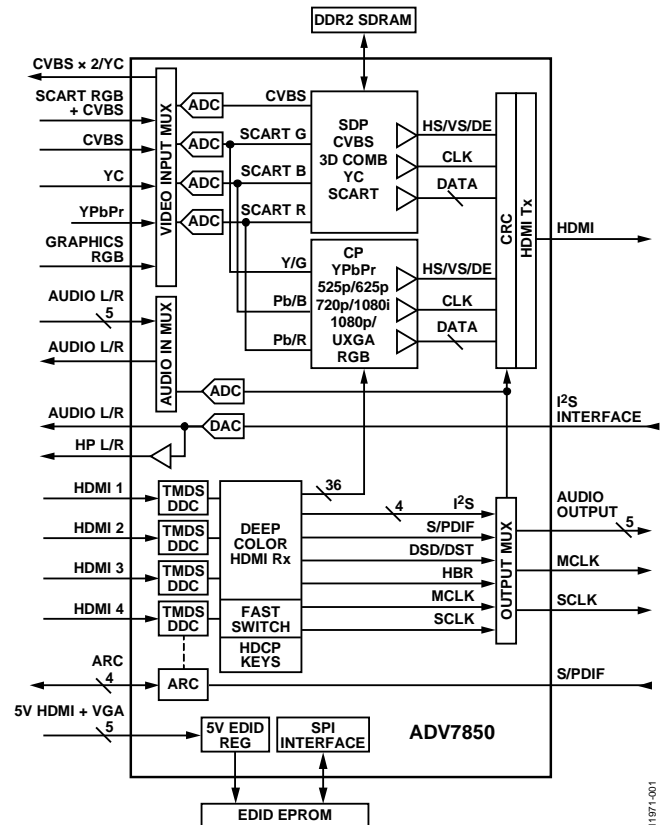 DDR2 SDRAM
CVBS × 2/YC
SCART RGB
+ CVBS
CVBS
YC
YPbPr
GRAPHICS
RGB
VIDEO INPUT MUX
ADC
ADC
ADC
ADC
CVBS
SCART G
SCART B
SCART R
SDP
CVBS
3D COMB
YC
SCART
HS/VS/DE
CLK
DATA
Y/G
Pb/B
Pb/R
CP
YPbPr
525p/625p
720p/1080i
1080p/
UXGA
RGB
HS/VS/DE
CLK
DATA
CRC
HDMI Tx
HDMI
AUDIO L/R
5
AUDIO L/R
AUDIO IN MUX
ADC
AUDIO L/R
DAC
HP L/R
I2S
INTERFACE
HDMI 1
HDMI 2
HDMI 3
HDMI 4
TMDS
DDC
TMDS
DDC
TMDS
DDC
TMDS
DDC
DEEP
COLOR
HDMI Rx
FAST
SWITCH
HDCP
KEYS
36
4
I2S
S/PDIF
DSD/DST
HBR
MCLK
SCLK
OUTPUT MUX
AUDIO
OUTPUT
5
MCLK
SCLK
ARC
4
ARC
S/PDIF
5V HDMI + VGA
5
5V EDID
REG
SPI
INTERFACE
ADV7850
EDID EPROM
11971-001